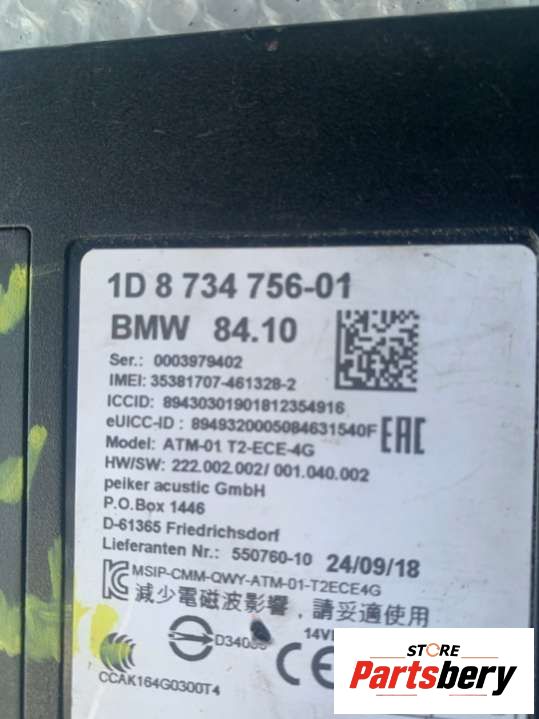 1D 8 734 756-01
BMW 84.10
Ser.: 0003979402
IMEI: 35381707-461328-2
ICCID: 89430301901812354916
eUICC-ID : 8949320005084631540F
EAC
Model: ATM-01 T2-ECE-4G
HW/SW: 222.002.002/ 001.040.002
peiker acustic GmbH
P.O.Box 1446
D-61365 Friedrichsdorf
Lieferanten Nr.: 550760-10 24/09/18
MSIP-CMM-QWY-ATM-01-T2ECE4G
減少電磁波影響,請妥適使用
CE
CCAK164G0300T4
STORE
Partsbery